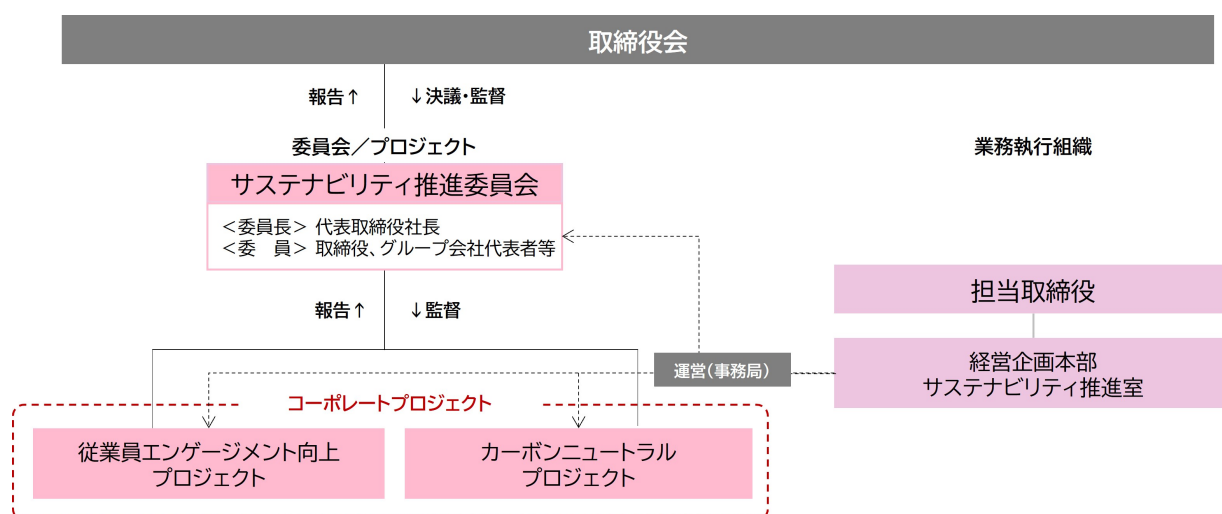 取締役会
報告↑ ↓決議・監督
委員会／プロジェクト
業務執行組織
サステナビリティ推進委員会
＜委員長＞ 代表取締役社長
＜委　員＞ 取締役、グループ会社代表者等
担当取締役
報告↑ ↓監督
経営企画本部
サステナビリティ推進室
運営（事務局）
コーポレートプロジェクト
従業員エンゲージメント向上
プロジェクト
カーボンニュートラル
プロジェクト